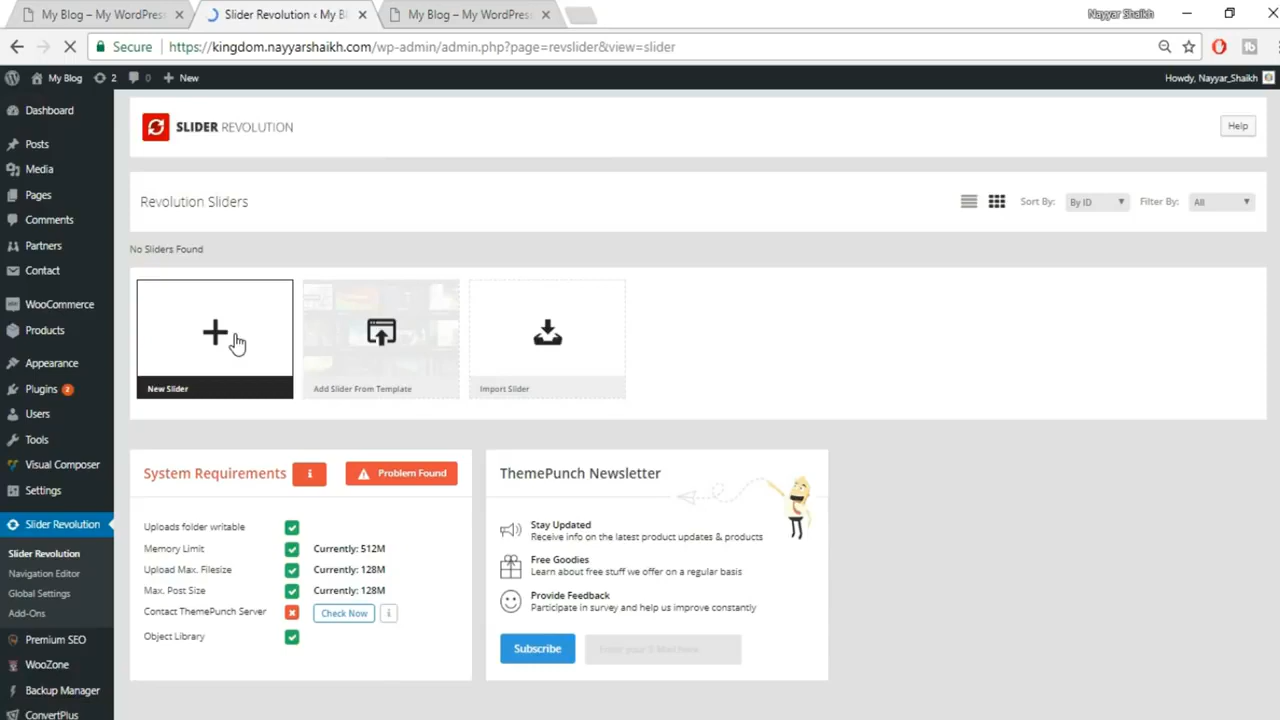 My Blog – My WordPress
Slider Revolution ‹ My Bl
My Blog – My WordPress
Nayyar Shaikh
Secure
https://kingdom.nayyarshaikh.com/wp-admin/admin.php?page=revslider&view=slider
My Blog
2
0
New
Howdy, Nayyar_Shaikh
Dashboard
Posts
Media
Pages
Comments
Partners
Contact
WooCommerce
Products
Appearance
Plugins 2
Users
Tools
Visual Composer
Settings
Slider Revolution
Slider Revolution
Navigation Editor
Global Settings
Add-Ons
Premium SEO
WooZone
Backup Manager
ConvertPlus
SLIDER REVOLUTION
Help
Revolution Sliders
Sort By:
By ID
Filter By:
All
No Sliders Found
New Slider
Add Slider From Template
Import Slider
System Requirements
Problem Found
Uploads folder writable
Memory Limit
Currently: 512M
Upload Max. Filesize
Currently: 128M
Max. Post Size
Currently: 128M
Contact ThemePunch Server
Check Now
Object Library
ThemePunch Newsletter
Stay Updated
Receive info on the latest product updates & products
Free Goodies
Learn about free stuff we offer on a regular basis
Provide Feedback
Participate in survey and help us improve constantly
Subscribe
Enter your E-Mail here